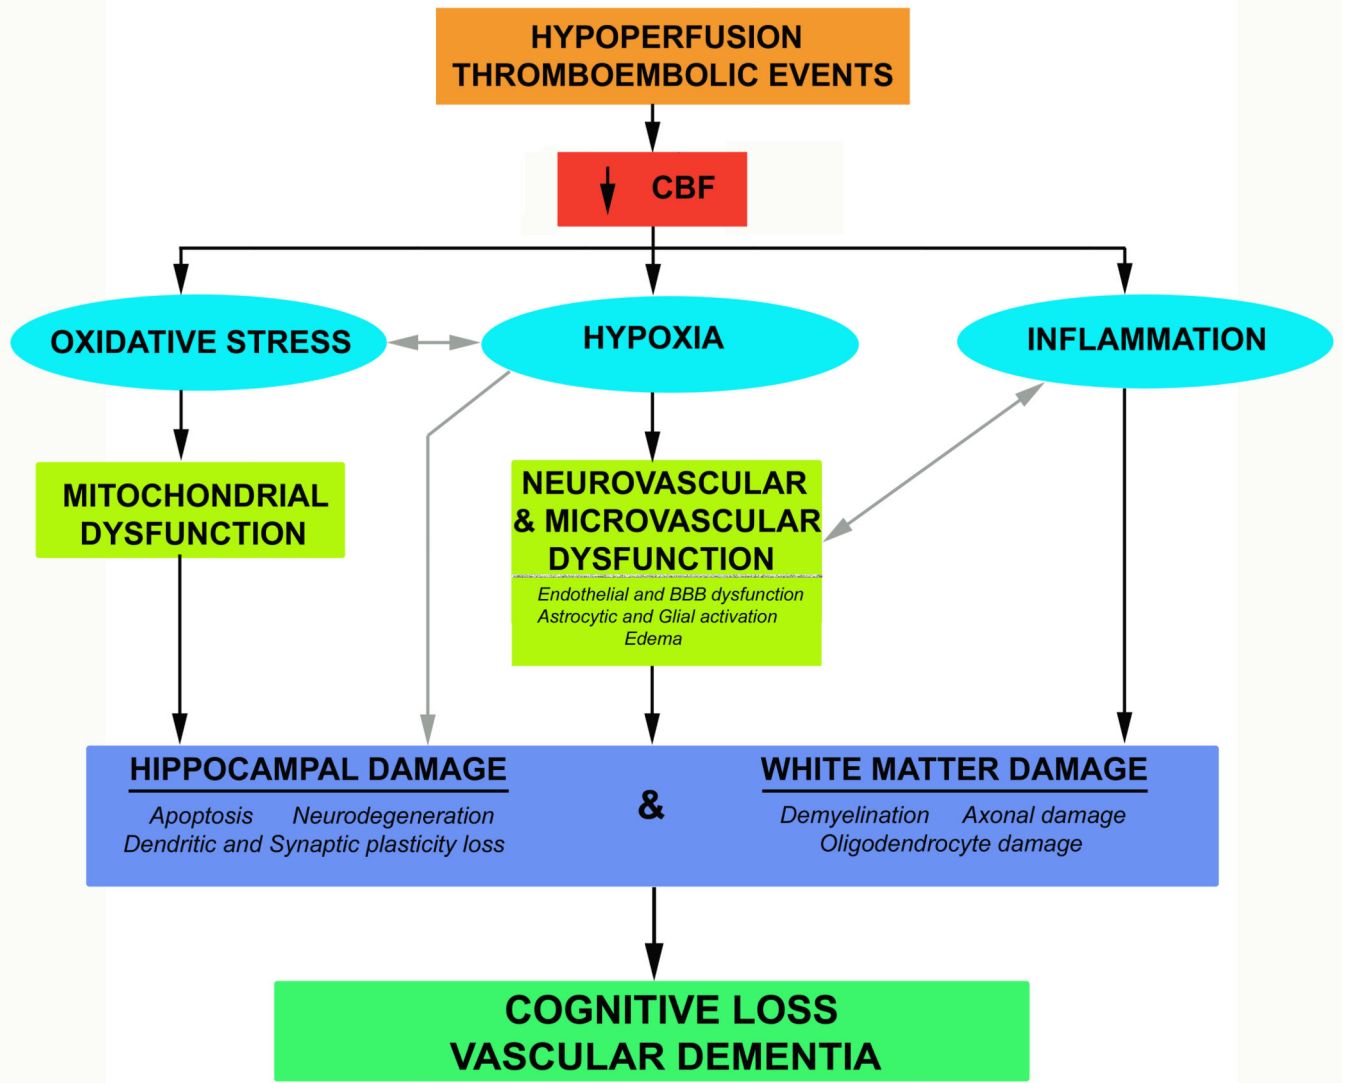 HYPOPERFUSION
THROMBOEMBOLIC EVENTS
CBF
OXIDATIVE STRESS
HYPOXIA
INFLAMMATION
MITOCHONDRIAL
DYSFUNCTION
NEUROVASCULAR
& MICROVASCULAR
DYSFUNCTION
Endothelial and BBB dysfunction
Astrocytic and Glial activation
Edema
HIPPOCAMPAL DAMAGE
Apoptosis Neurodegeneration
Dendritic and Synaptic plasticity loss
&
WHITE MATTER DAMAGE
Demyelination Axonal damage
Oligodendrocyte damage
COGNITIVE LOSS
VASCULAR DEMENTIA